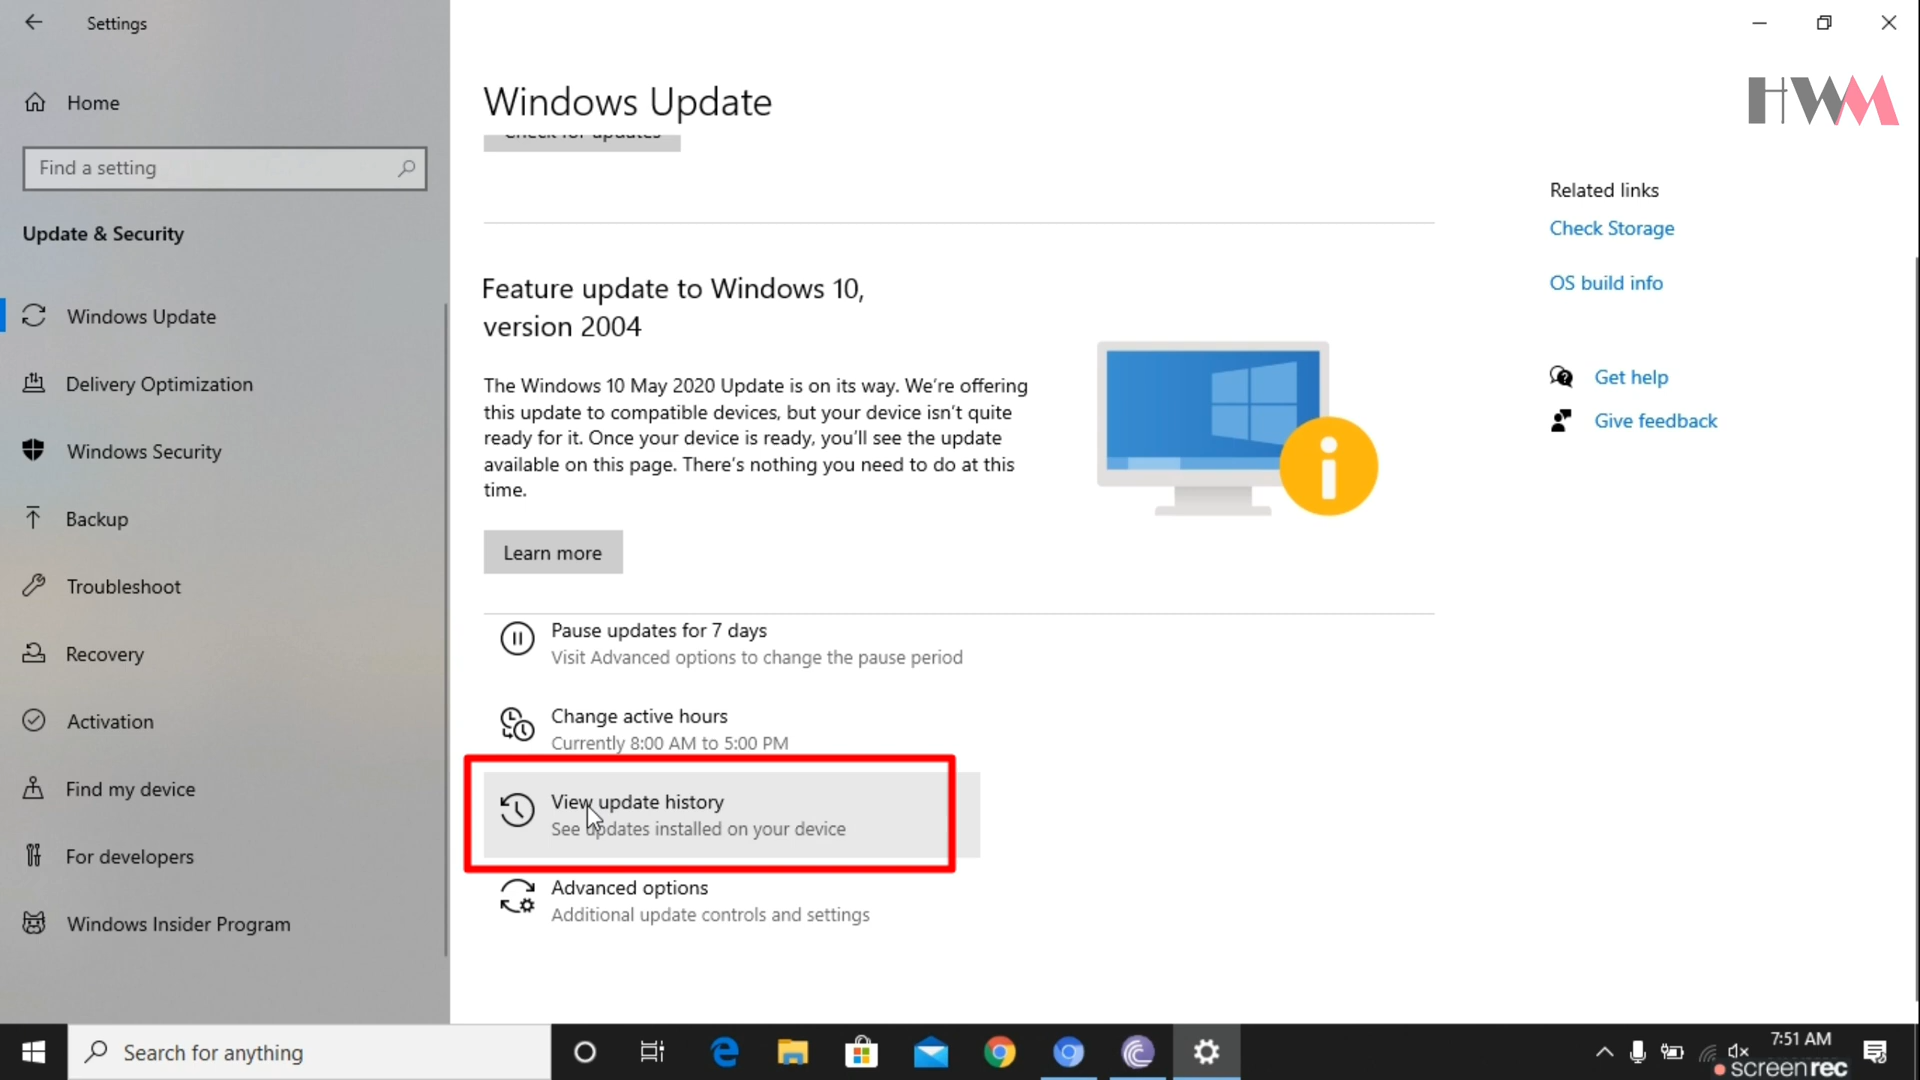 Settings
Home
Find a setting
Update & Security
Windows Update
Delivery Optimization
Windows Security
Backup
Troubleshoot
Recovery
Activation
Find my device
For developers
Windows Insider Program
Windows Update
Check for updates
Feature update to Windows 10,
version 2004
The Windows 10 May 2020 Update is on its way. We're offering
this update to compatible devices, but your device isn't quite
ready for it. Once your device is ready, you'll see the update
available on this page. There's nothing you need to do at this
time.
Learn more
Pause updates for 7 days
Visit Advanced options to change the pause period
Change active hours
Currently 8:00 AM to 5:00 PM
View update history
See updates installed on your device
Advanced options
Additional update controls and settings
HWM
Related links
Check Storage
OS build info
Get help
Give feedback
Search for anything
7:51 AM
screenrec